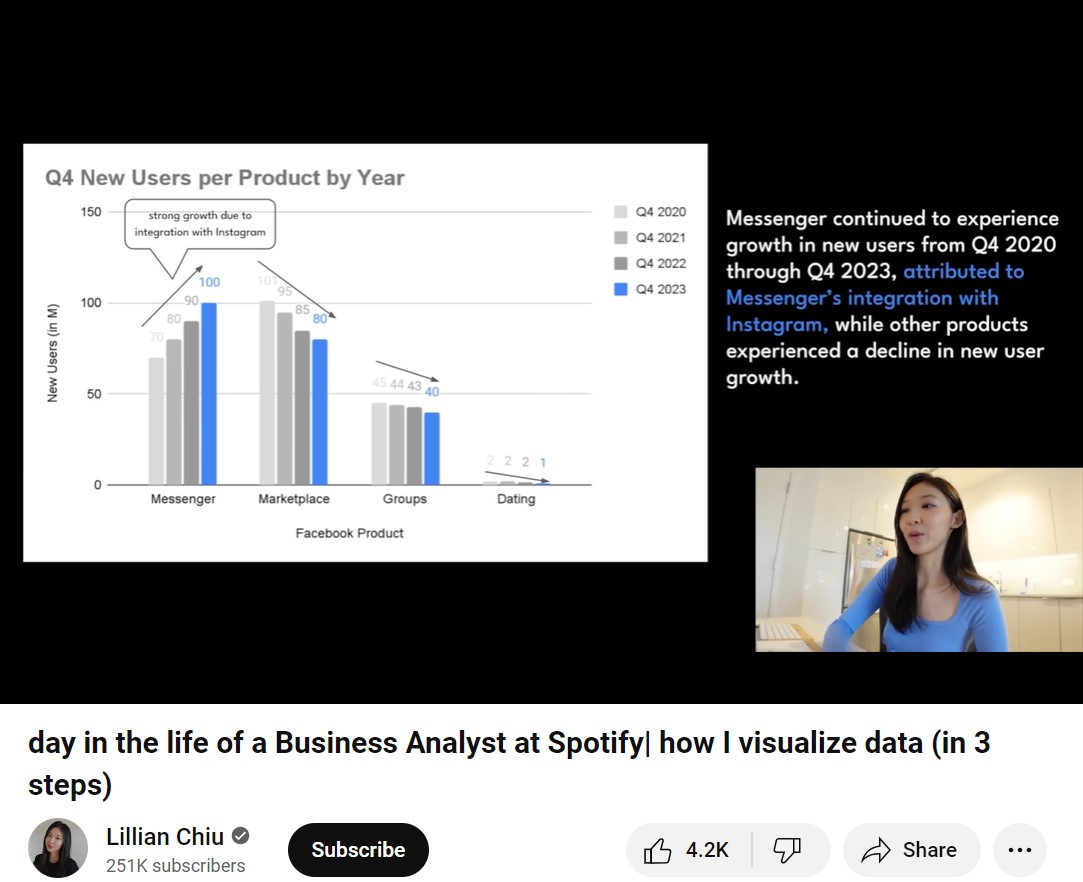 Q4 New Users per Product by Year
150
strong growth due to
integration with Instagram
100
50
0
New Users (in M)
70
80
90
100
101
95
85
80
45 44 43 40
2 2 2 1
Messenger Marketplace Groups Dating
Facebook Product
Q4 2020
Q4 2021
Q4 2022
Q4 2023
Messenger continued to experience
growth in new users from Q4 2020
through Q4 2023, attributed to
Messenger's integration with
Instagram, while other products
experienced a decline in new user
growth.
day in the life of a Business Analyst at Spotify| how I visualize data (in 3
steps)
Lillian Chiu
251K subscribers
Subscribe
4.2K
Share